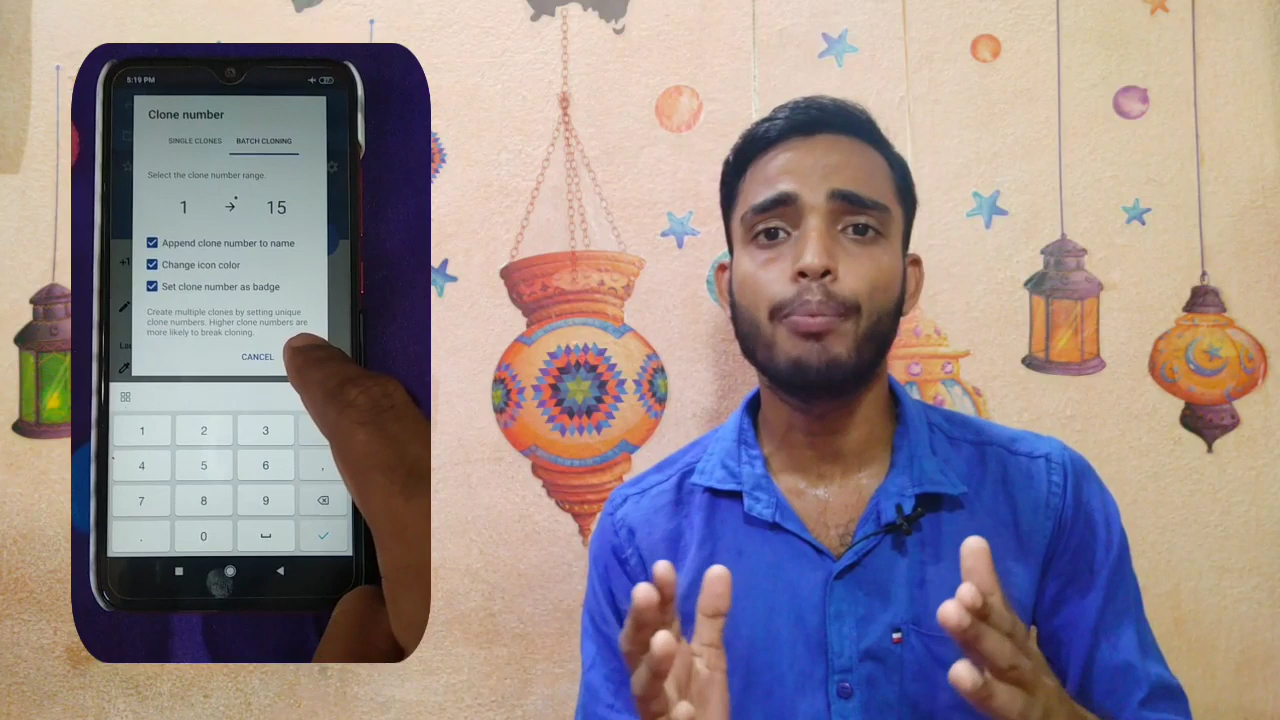 5:19 PM
Clone number
SINGLE CLONES
BATCH CLONING
Select the clone number range.
1
15
Append clone number to name
Change icon color
Set clone number as badge
Create multiple clones by setting unique
clone numbers. Higher clone numbers are
more likely to break cloning.
CANCEL
+1
1 2 3
4 5 6 ,
7 8 9
. 0